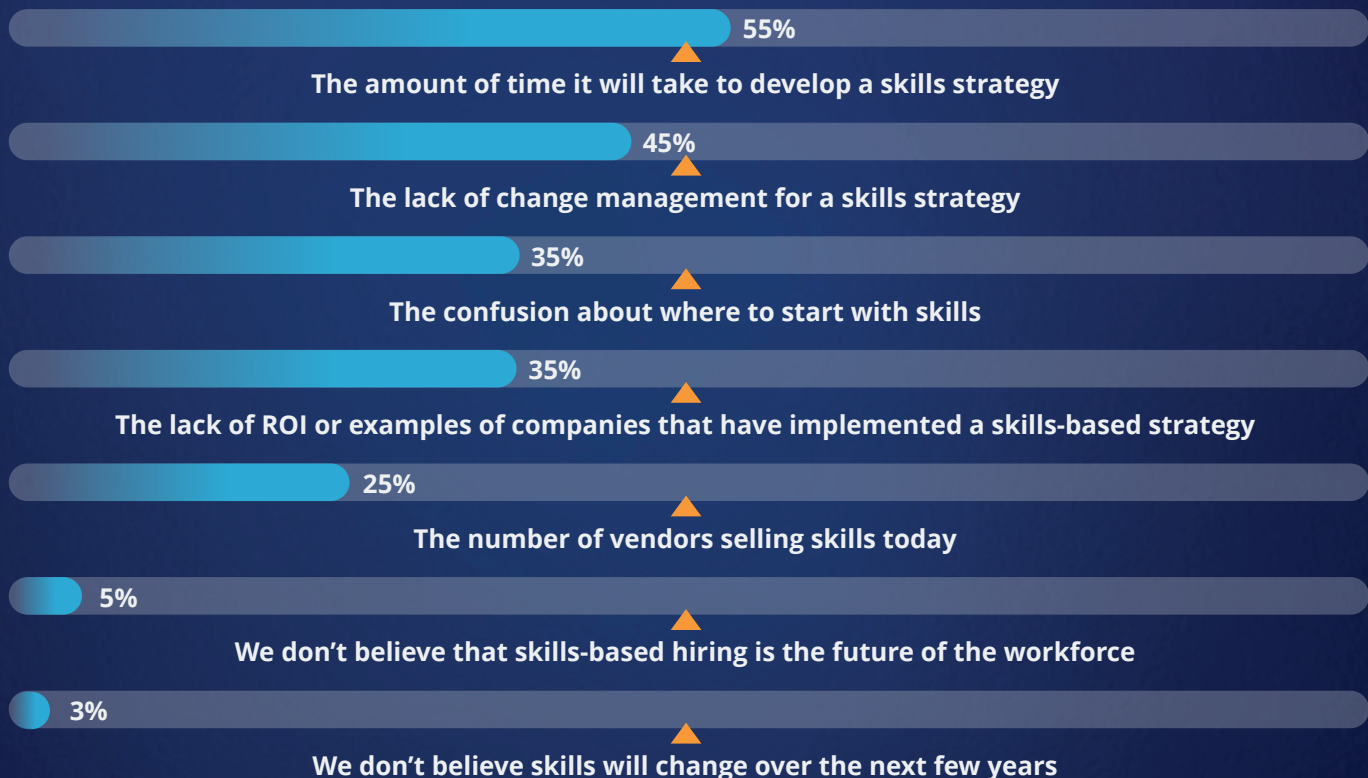 55%
The amount of time it will take to develop a skills strategy
45%
The lack of change management for a skills strategy
35%
The confusion about where to start with skills
35%
The lack of ROI or examples of companies that have implemented a skills-based strategy
25%
The number of vendors selling skills today
5%
We don’t believe that skills-based hiring is the future of the workforce
3%
We don’t believe skills will change over the next few years